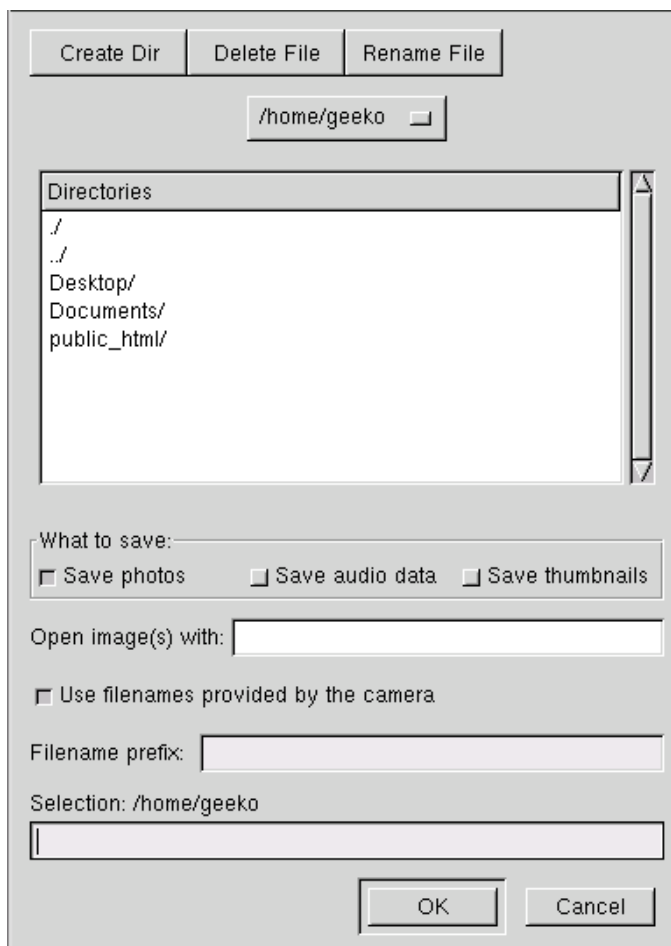 Create Dir Delete File Rename File
/home/geeko
Directories
./
../
Desktop/
Documents/
public_html/
What to save:
Save photos Save audio data Save thumbnails
Open image(s) with:
Use filenames provided by the camera
Filename prefix:
Selection: /home/geeko
OK Cancel